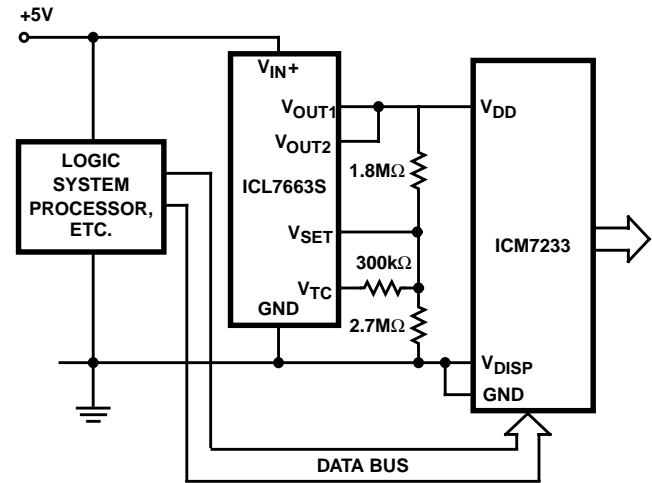 +5V
LOGIC
SYSTEM
PROCESSOR,
ETC.
VIN+
VOUT1
VOUT2
ICL7663S
VSET
VTC
GND
1.8MΩ
300kΩ
2.7MΩ
VDD
ICM7233
VDISP
GND
DATA BUS